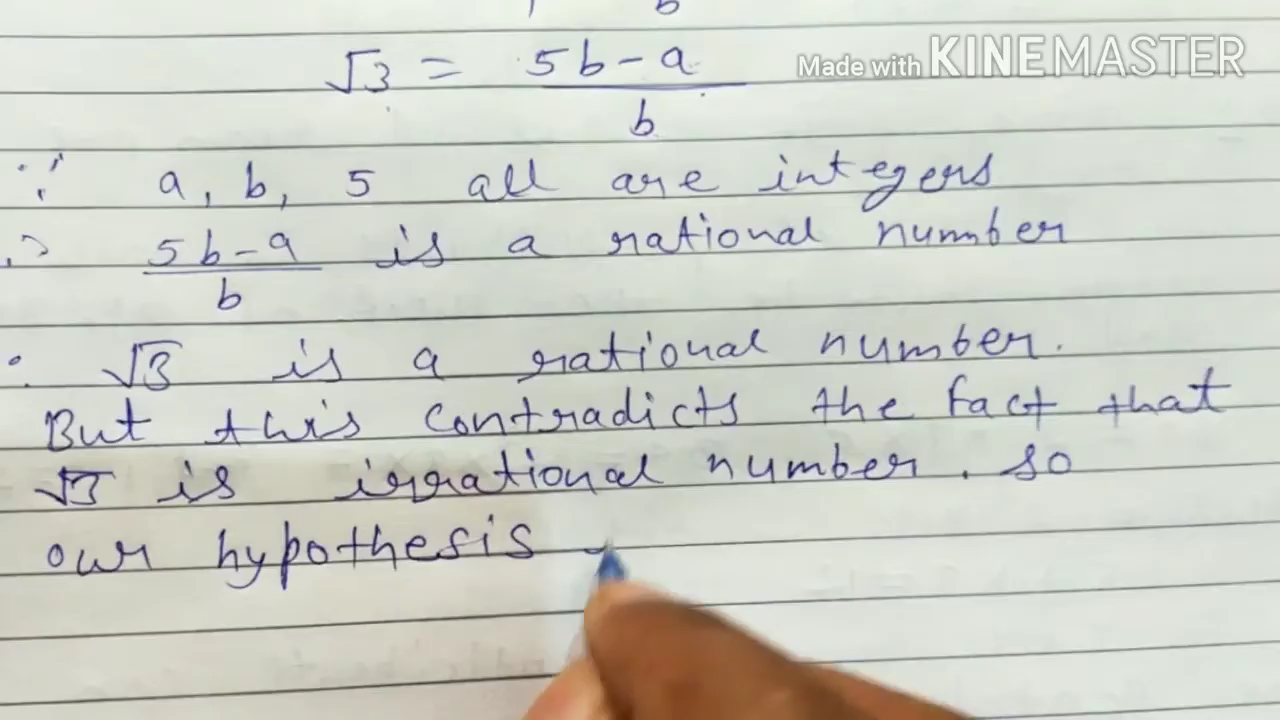 b
√3 = 5b-a
b
Made with KINEMASTER
∵ a, b, 5 all are integers
5b-a is a rational number
b
√3 is a rational number.
But this contradicts the fact that
√3 is irrational number. so
our hypothesis